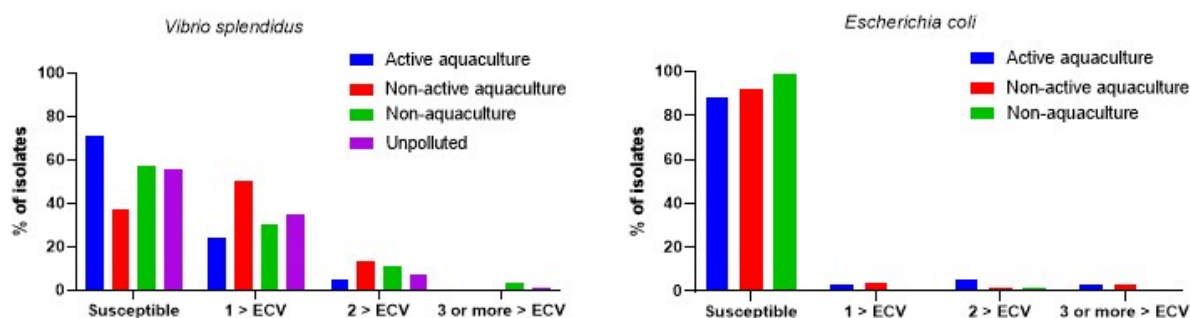 Vibrio splendidus
Active aquaculture
Non-active aquaculture
Non-aquaculture
Unpolluted
% of isolates
100
80
60
40
20
0
Susceptible
1 > ECV
2 > ECV
3 or more > ECV
Escherichia coli
Active aquaculture
Non-active aquaculture
Non-aquaculture
% of isolates
100
80
60
40
20
0
Susceptible
1 > ECV
2 > ECV
3 or more > ECV